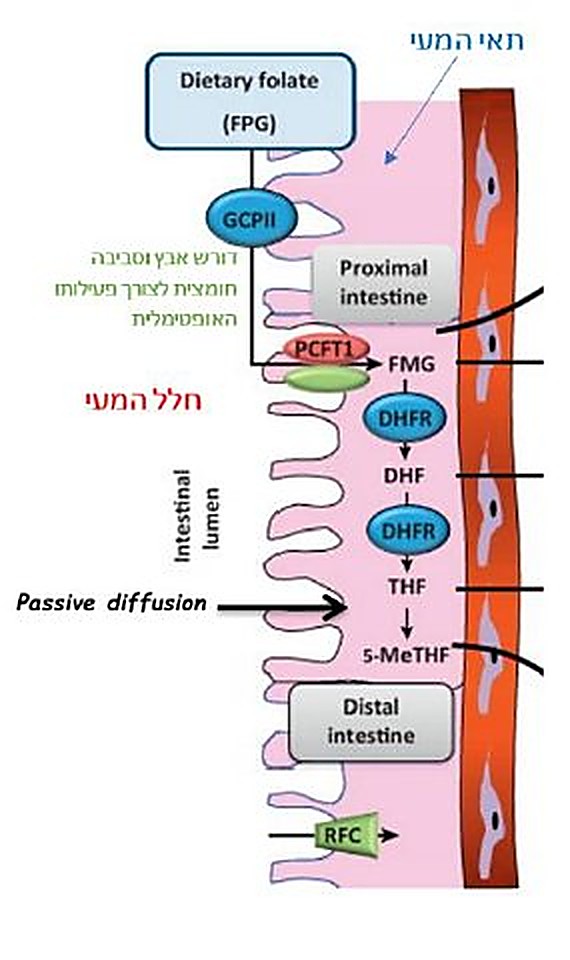 תאי המעי
Dietary folate
(FPG)
GCPII
דורש אבץ וסביבה
חומצית לצורך פעילותו
האופטימלית
Proximal
intestine
PCFT1
FMG
חלל המעי
DHFR
DHF
Intestinal
lumen
DHFR
THF
Passive diffusion
5-MeTHF
Distal
intestine
RFC